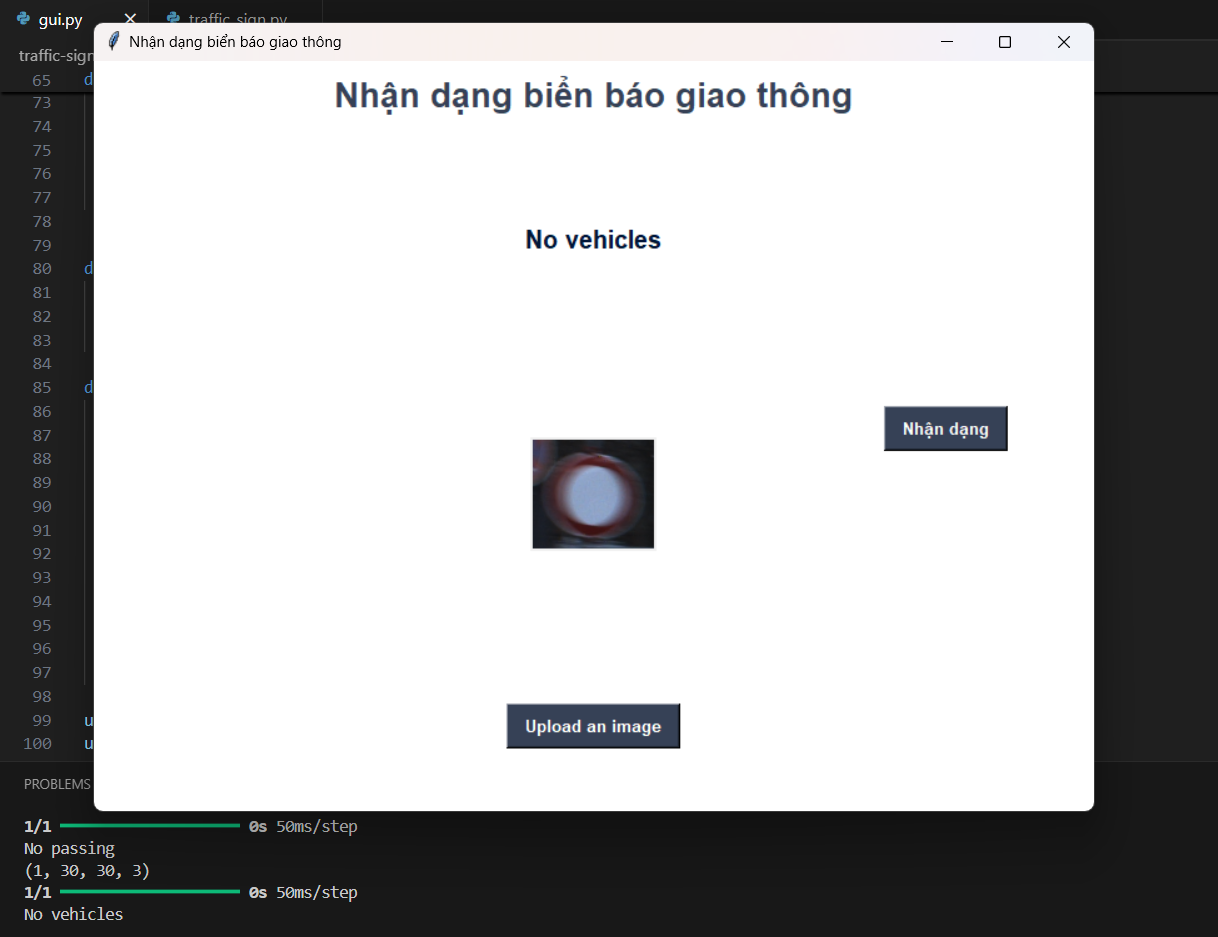 gui.py
traffic_sign.py
Nhận dạng biển báo giao thông
traffic-sign
Nhận dạng biển báo giao thông
65 d
73
74
75
76
77
78
79
80 d
81
82
83
84
85 d
86
87
88
89
90
91
92
93
94
95
96
97
98
99 u
100 u
No vehicles
Nhận dạng
Upload an image
PROBLEMS
1/1 0s 50ms/step
No passing
(1, 30, 30, 3)
1/1 0s 50ms/step
No vehicles